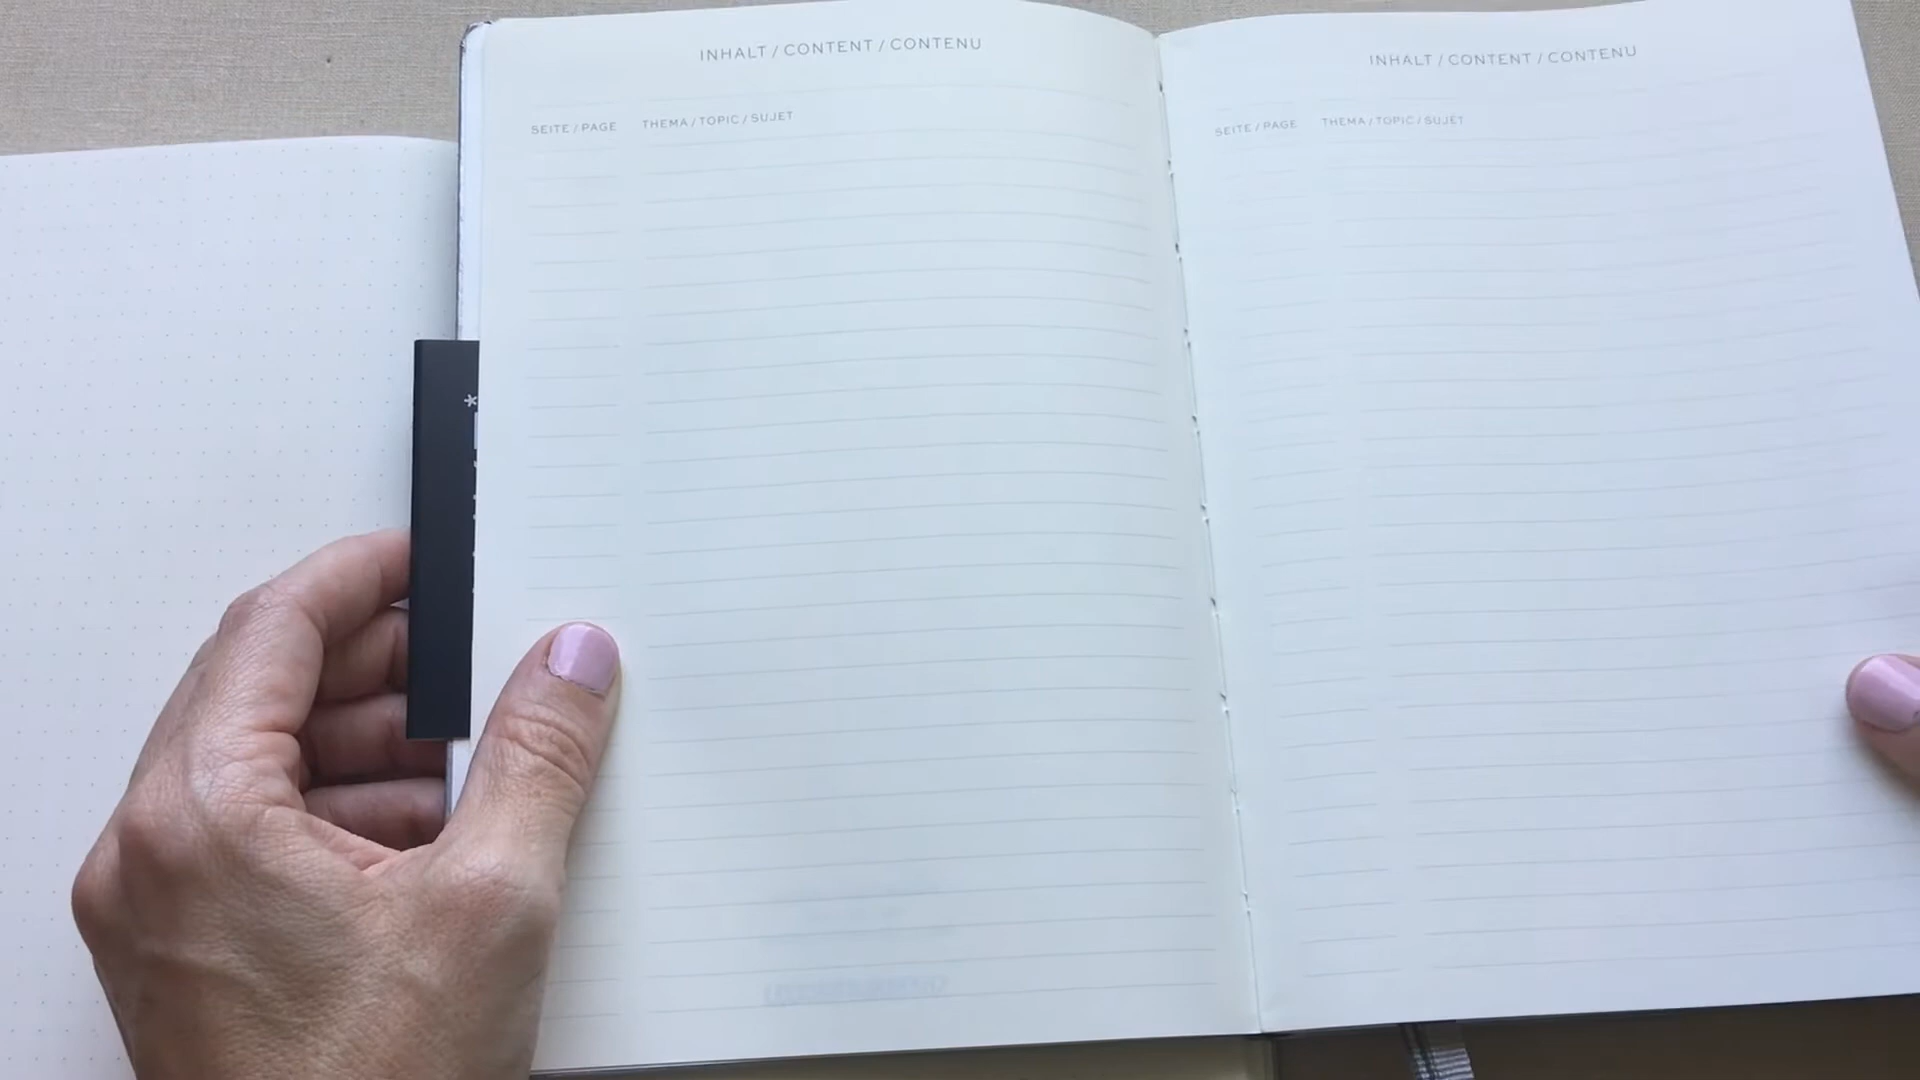 INHALT / CONTENT / CONTENU
SEITE / PAGE THEMA / TOPIC / SUJET
INHALT / CONTENT / CONTENU
SEITE / PAGE THEMA / TOPIC / SUJET